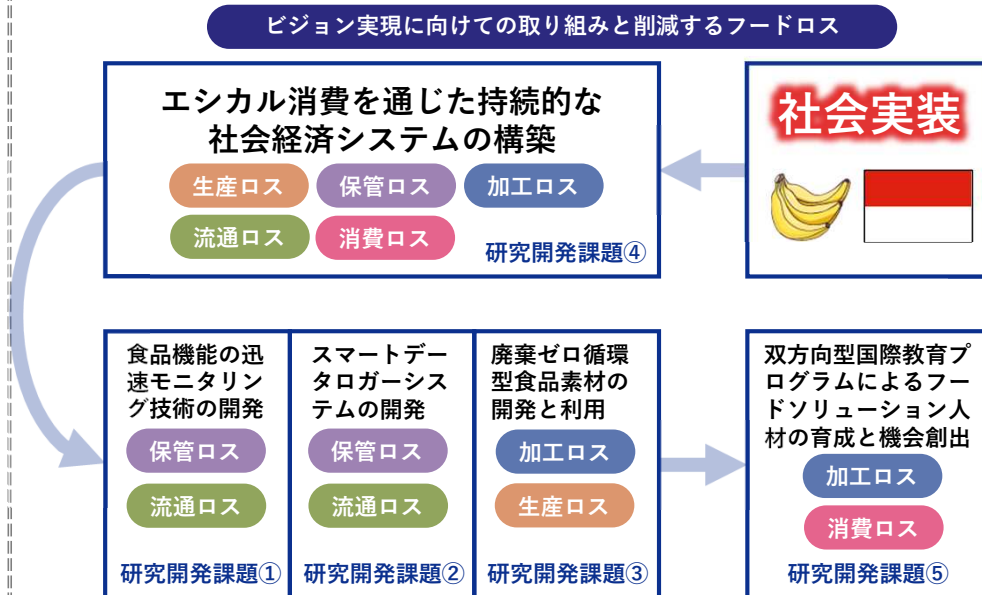 ビジョン実現に向けての取り組みと削減するフードロス
エシカル消費を通じた持続的な
社会経済システムの構築
生産ロス
保管ロス
加工ロス
流通ロス
消費ロス
研究開発課題④
社会実装
食品機能の迅
速モニタリン
グ技術の開発
保管ロス
流通ロス
研究開発課題①
スマートデー
タロガーシス
テムの開発
保管ロス
流通ロス
研究開発課題②
廃棄ゼロ循環
型食品素材の
開発と利用
加工ロス
生産ロス
研究開発課題③
双方向型国際教育プ
ログラムによるフー
ドソリューション人
材の育成と機会創出
加工ロス
消費ロス
研究開発課題⑤